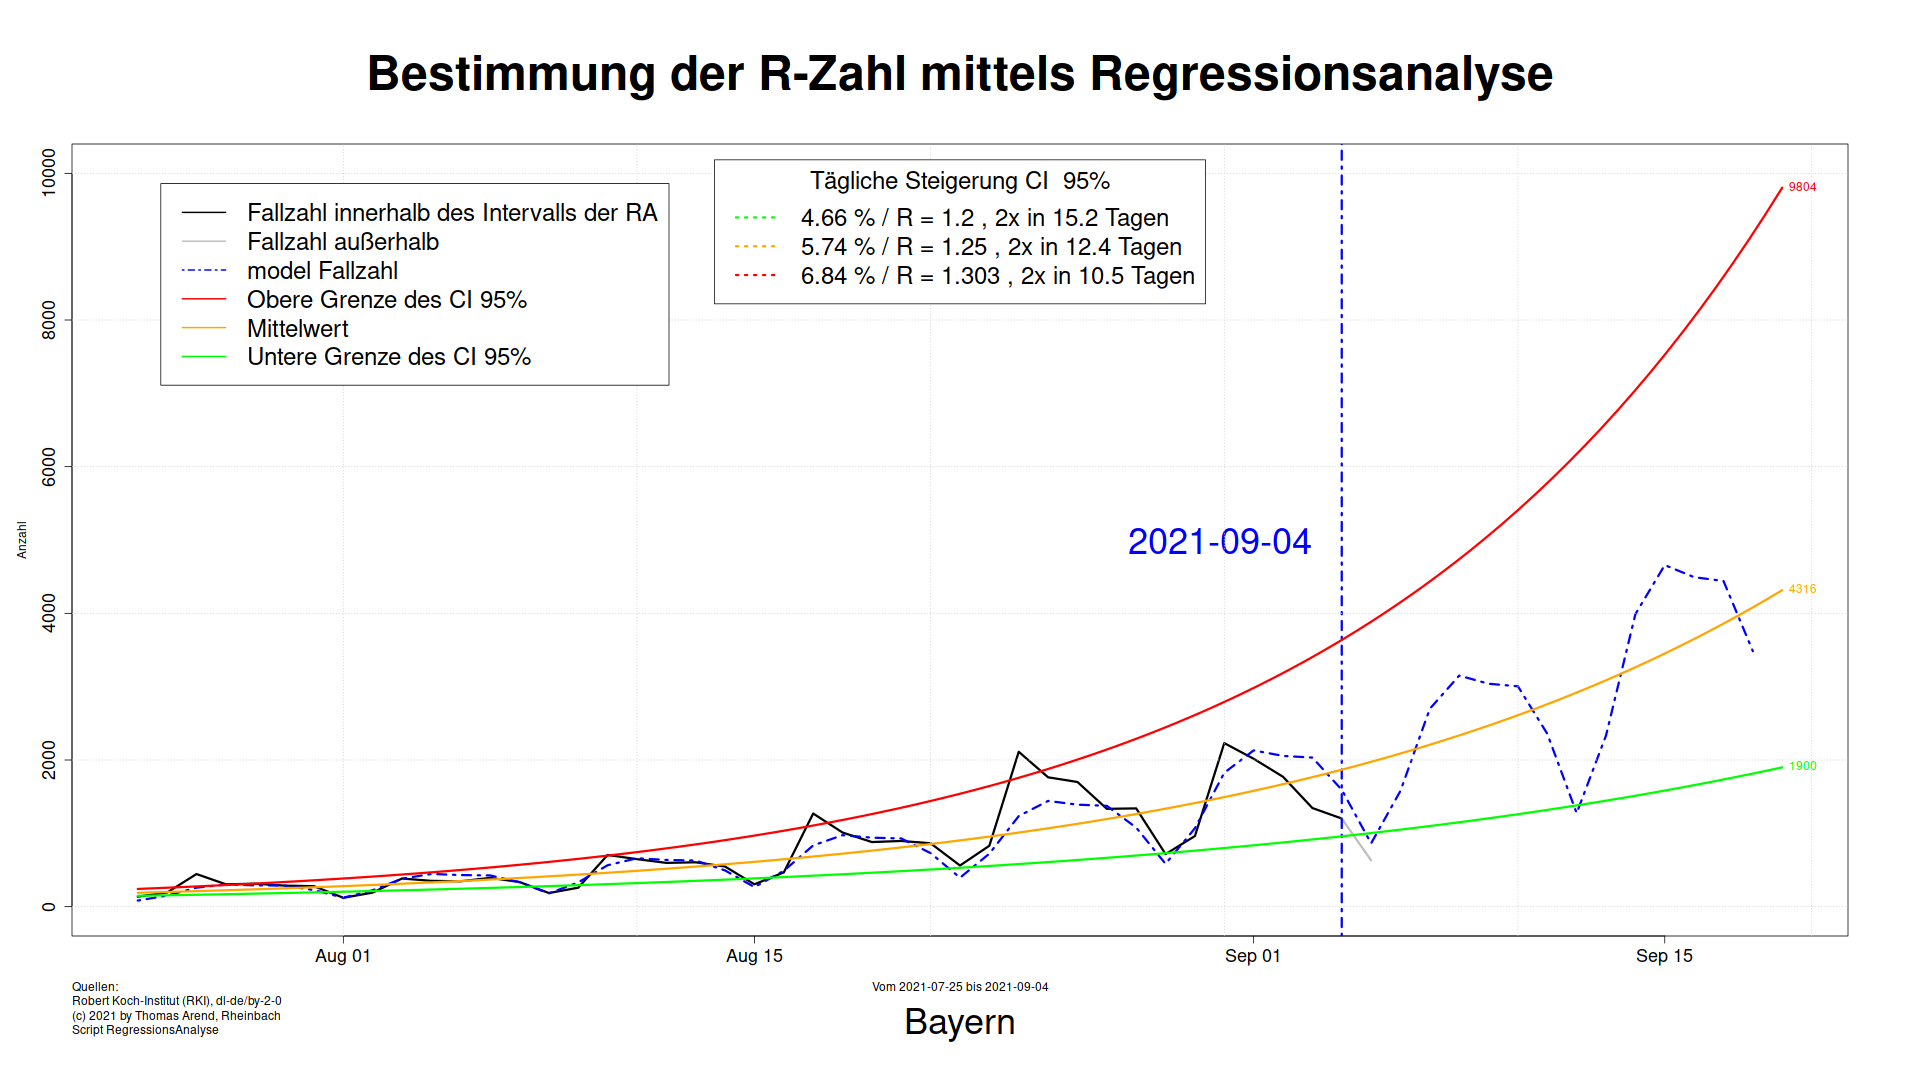 Bestimmung der R-Zahl mittels Regressionsanalyse
Fallzahl innerhalb des Intervalls der RA
Fallzahl außerhalb
model Fallzahl
Obere Grenze des CI 95%
Mittelwert
Untere Grenze des CI 95%
Tägliche Steigerung CI  95%
4.66 % / R = 1.2 , 2x in 15.2 Tagen
5.74 % / R = 1.25 , 2x in 12.4 Tagen
6.84 % / R = 1.303 , 2x in 10.5 Tagen
10000
8000
6000
4000
2000
0
Anzahl
2021-09-04
9804
4316
1900
Aug 01
Aug 15
Sep 01
Sep 15
Quellen:
Robert Koch-Institut (RKI), dl-de/by-2-0
(c) 2021 by Thomas Arend, Rheinbach
Script RegressionsAnalyse
Vom 2021-07-25 bis 2021-09-04
Bayern